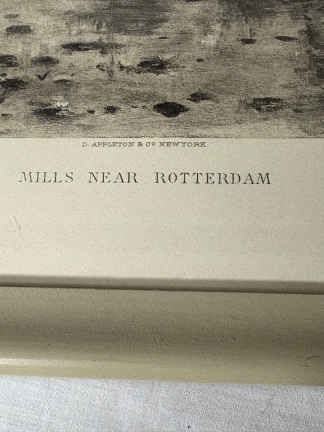 D. APPLETON & Co. NEW YORK.
MILLS NEAR ROTTERDAM